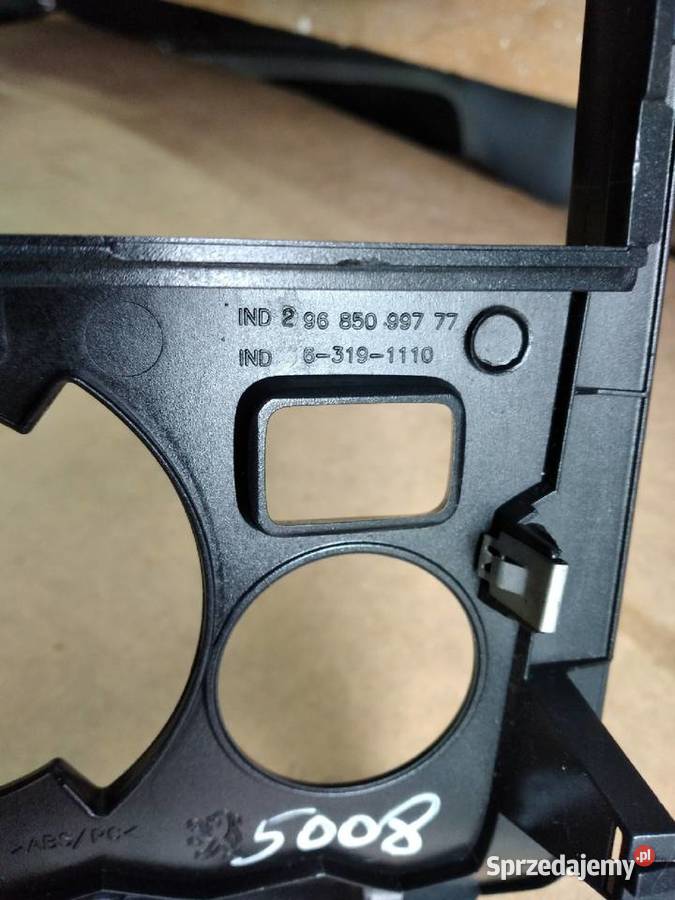 IND 2 96 850 997 77
IND 6-319-1110
>ABS/PC<
5008
Sprzedajemy.pl